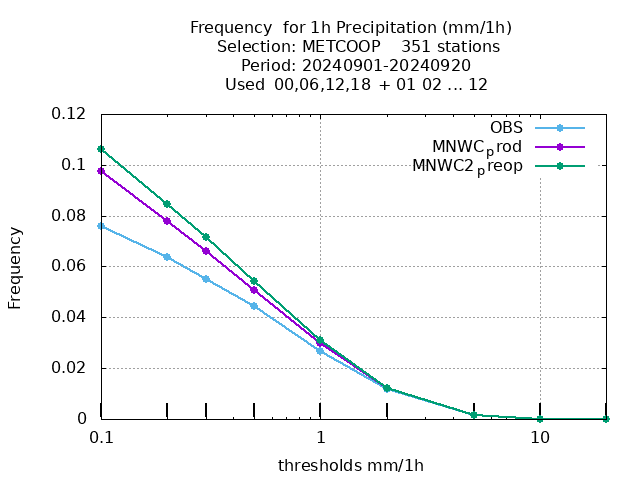 Frequency  for 1h Precipitation (mm/1h)
Selection: METCOOP    351 stations
Period: 20240901-20240920
Used  00,06,12,18 + 01 02 ... 12
OBS
MNWCprod
MNWC2preop
0.12
0.1
0.08
0.06
0.04
0.02
0
Frequency
0.1 1 10
thresholds mm/1h